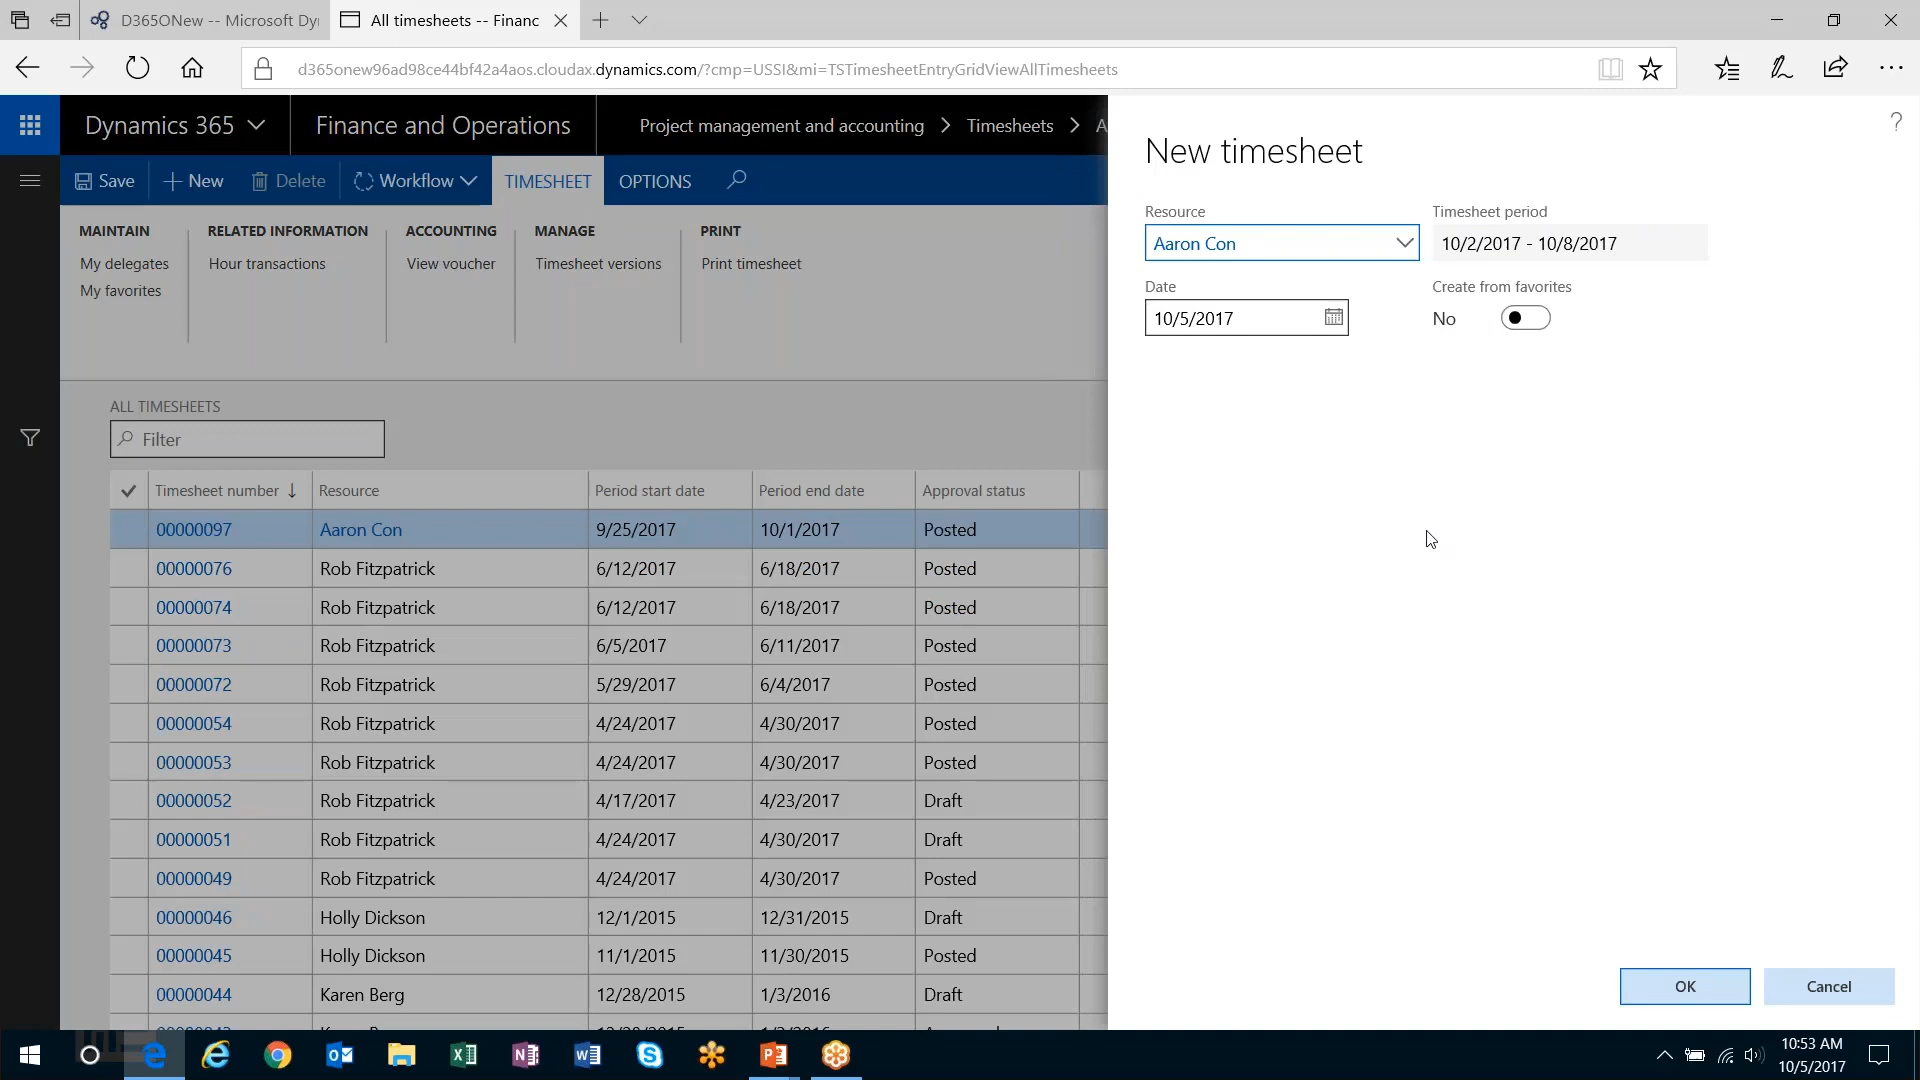 D365ONew -- Microsoft Dy
All timesheets -- Financ
d365onew96ad98ce44bf42a4aos.cloudax.dynamics.com/?cmp=USSI&mi=TSTimesheetEntryGridViewAllTimesheets
Dynamics 365
Finance and Operations
Project management and accounting > Timesheets > A
Save
New
Delete
Workflow
TIMESHEET
OPTIONS
MAINTAIN
My delegates
My favorites
RELATED INFORMATION
Hour transactions
ACCOUNTING
View voucher
MANAGE
Timesheet versions
PRINT
Print timesheet
ALL TIMESHEETS
Filter
Timesheet number Resource Period start date Period end date Approval status
00000097 Aaron Con 9/25/2017 10/1/2017 Posted
00000076 Rob Fitzpatrick 6/12/2017 6/18/2017 Posted
00000074 Rob Fitzpatrick 6/12/2017 6/18/2017 Posted
00000073 Rob Fitzpatrick 6/5/2017 6/11/2017 Posted
00000072 Rob Fitzpatrick 5/29/2017 6/4/2017 Posted
00000054 Rob Fitzpatrick 4/24/2017 4/30/2017 Posted
00000053 Rob Fitzpatrick 4/24/2017 4/30/2017 Posted
00000052 Rob Fitzpatrick 4/17/2017 4/23/2017 Draft
00000051 Rob Fitzpatrick 4/24/2017 4/30/2017 Draft
00000049 Rob Fitzpatrick 4/24/2017 4/30/2017 Posted
00000046 Holly Dickson 12/1/2015 12/31/2015 Draft
00000045 Holly Dickson 11/1/2015 11/30/2015 Posted
00000044 Karen Berg 12/28/2015 1/3/2016 Draft
New timesheet
?
Resource
Aaron Con
Timesheet period
10/2/2017 - 10/8/2017
Date
10/5/2017
Create from favorites
No
OK
Cancel
10:53 AM
10/5/2017